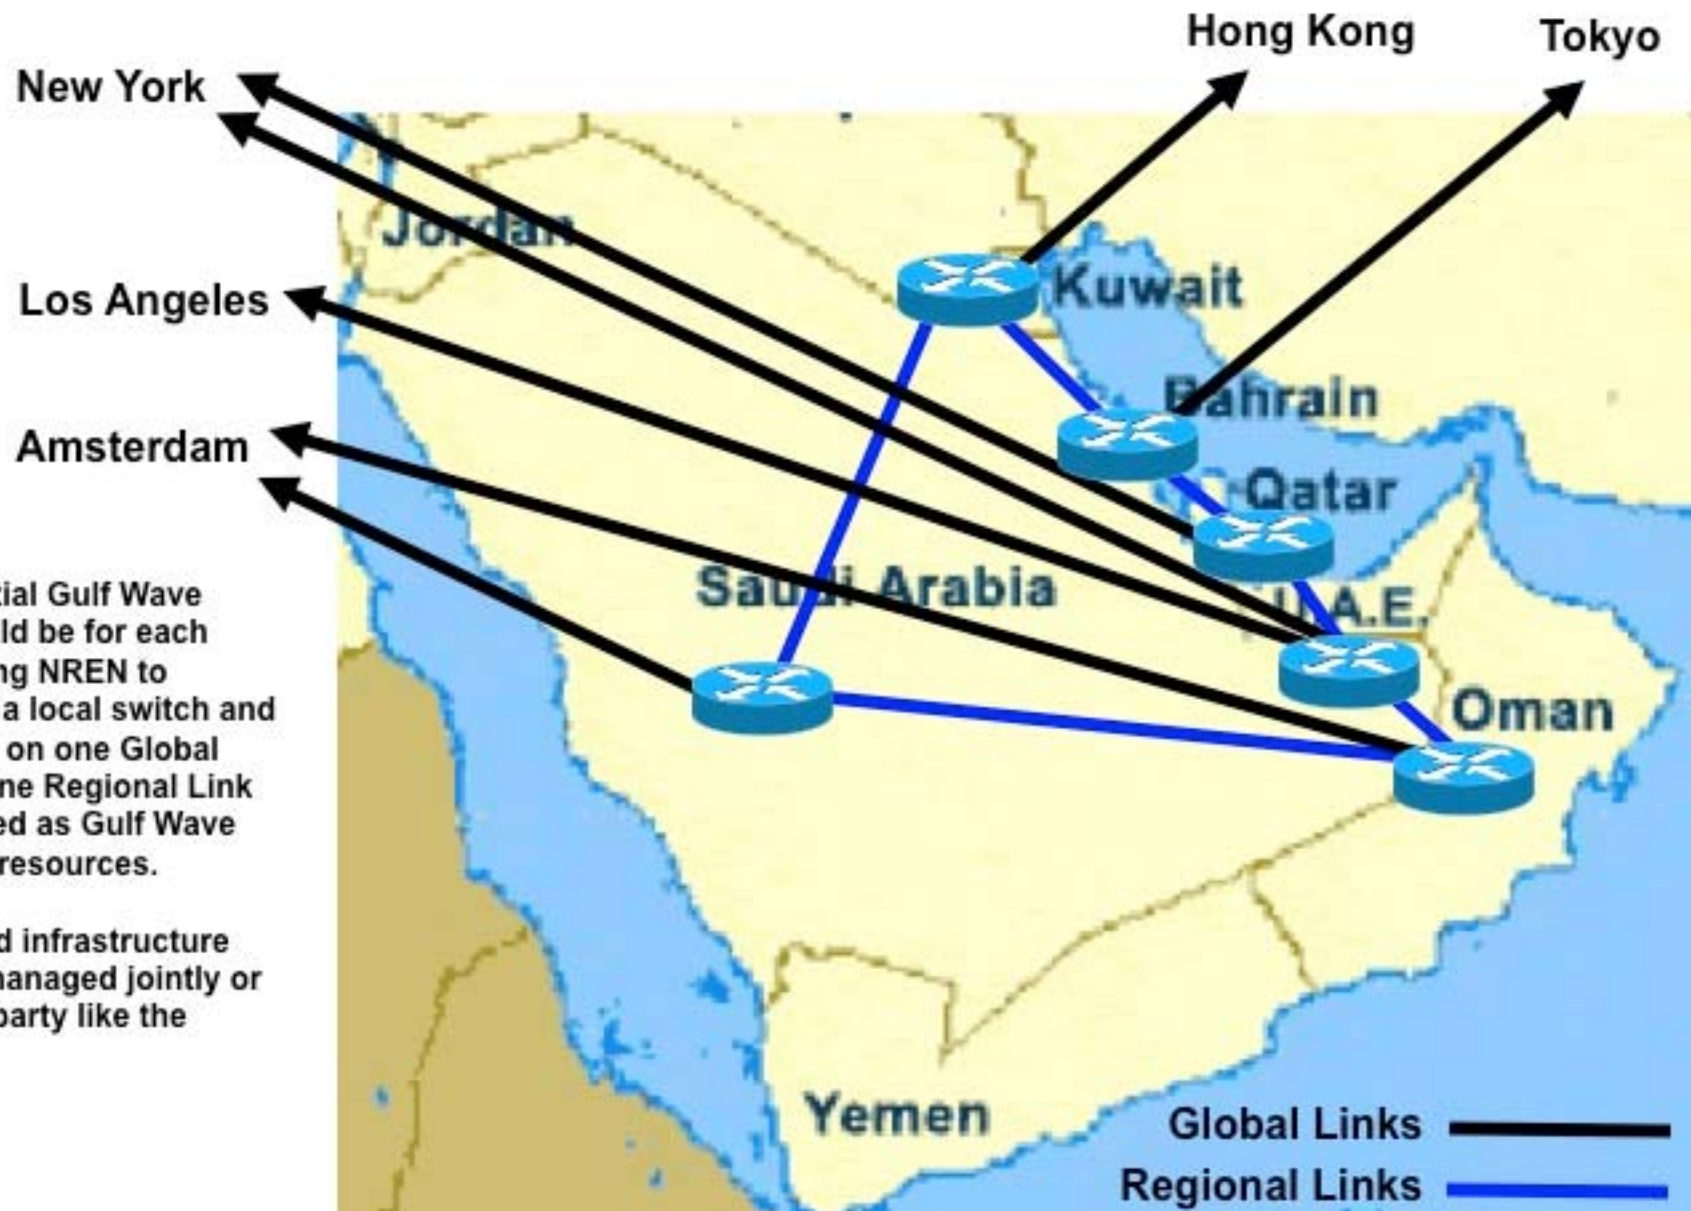 Hong Kong
Tokyo
New York
Jordan
Kuwait
Los Angeles
Bahrain
Amsterdam
Qatar
Saudi Arabia
U.A.E.
Oman
tial Gulf Wave
ld be for each
ng NREN to
a local switch and
on one Global
ne Regional Link
ed as Gulf Wave
resources.
d infrastructure
managed jointly or
party like the
Yemen
Global Links
Regional Links